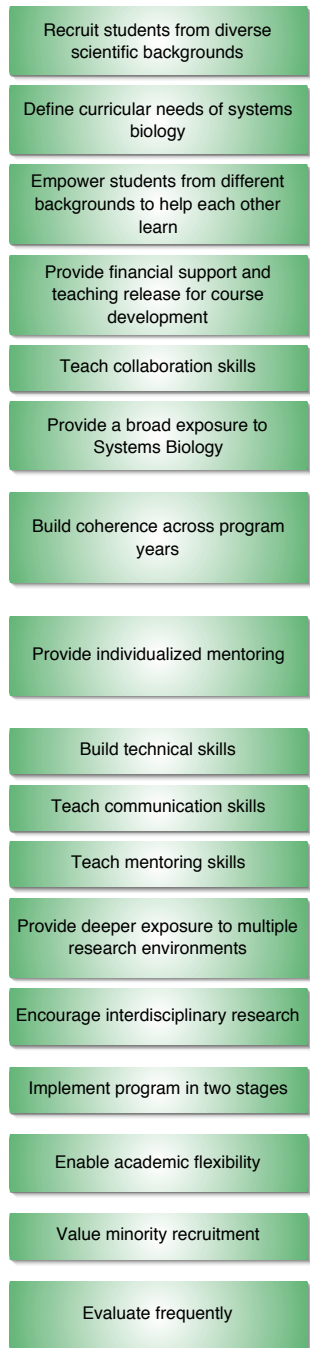 Recruit students from diverse
scientific backgrounds
Define curricular needs of systems
biology
Empower students from different
backgrounds to help each other
learn
Provide financial support and
teaching release for course
development
Teach collaboration skills
Provide a broad exposure to
Systems Biology
Build coherence across program
years
Provide individualized mentoring
Build technical skills
Teach communication skills
Teach mentoring skills
Provide deeper exposure to multiple
research environments
Encourage interdisciplinary research
Implement program in two stages
Enable academic flexibility
Value minority recruitment
Evaluate frequently